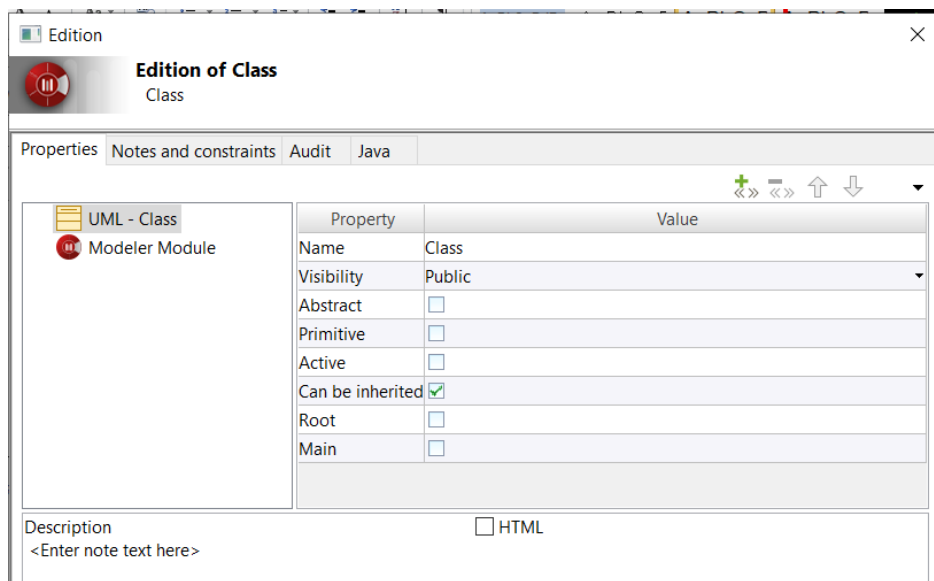 Edition
Edition of Class
Class
Properties Notes and constraints Audit Java
UML - Class
Modeler Module
Property Value
Name Class
Visibility Public
Abstract
Primitive
Active
Can be inherited
Root
Main
Description HTML
<Enter note text here>